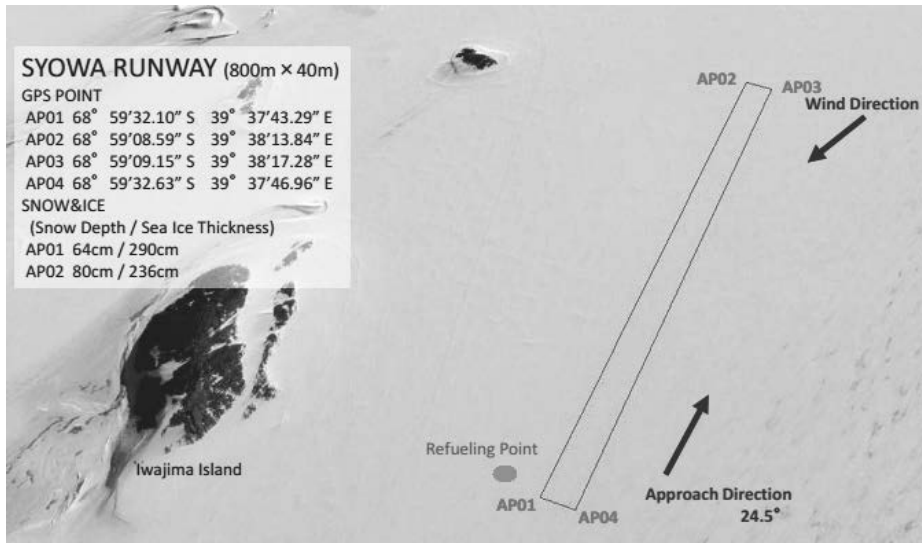 SYOWA RUNWAY (800m × 40m)
GPS POINT
AP01 68° 59’32.10” S 39° 37’43.29” E
AP02 68° 59’08.59” S 39° 38’13.84” E
AP03 68° 59’09.15” S 39° 38’17.28” E
AP04 68° 59’32.63” S 39° 37’46.96” E
SNOW&ICE
(Snow Depth / Sea Ice Thickness)
AP01 64cm / 290cm
AP02 80cm / 236cm
AP02
AP03
Wind Direction
Iwajima Island
Refueling Point
AP01
AP04
Approach Direction
24.5°